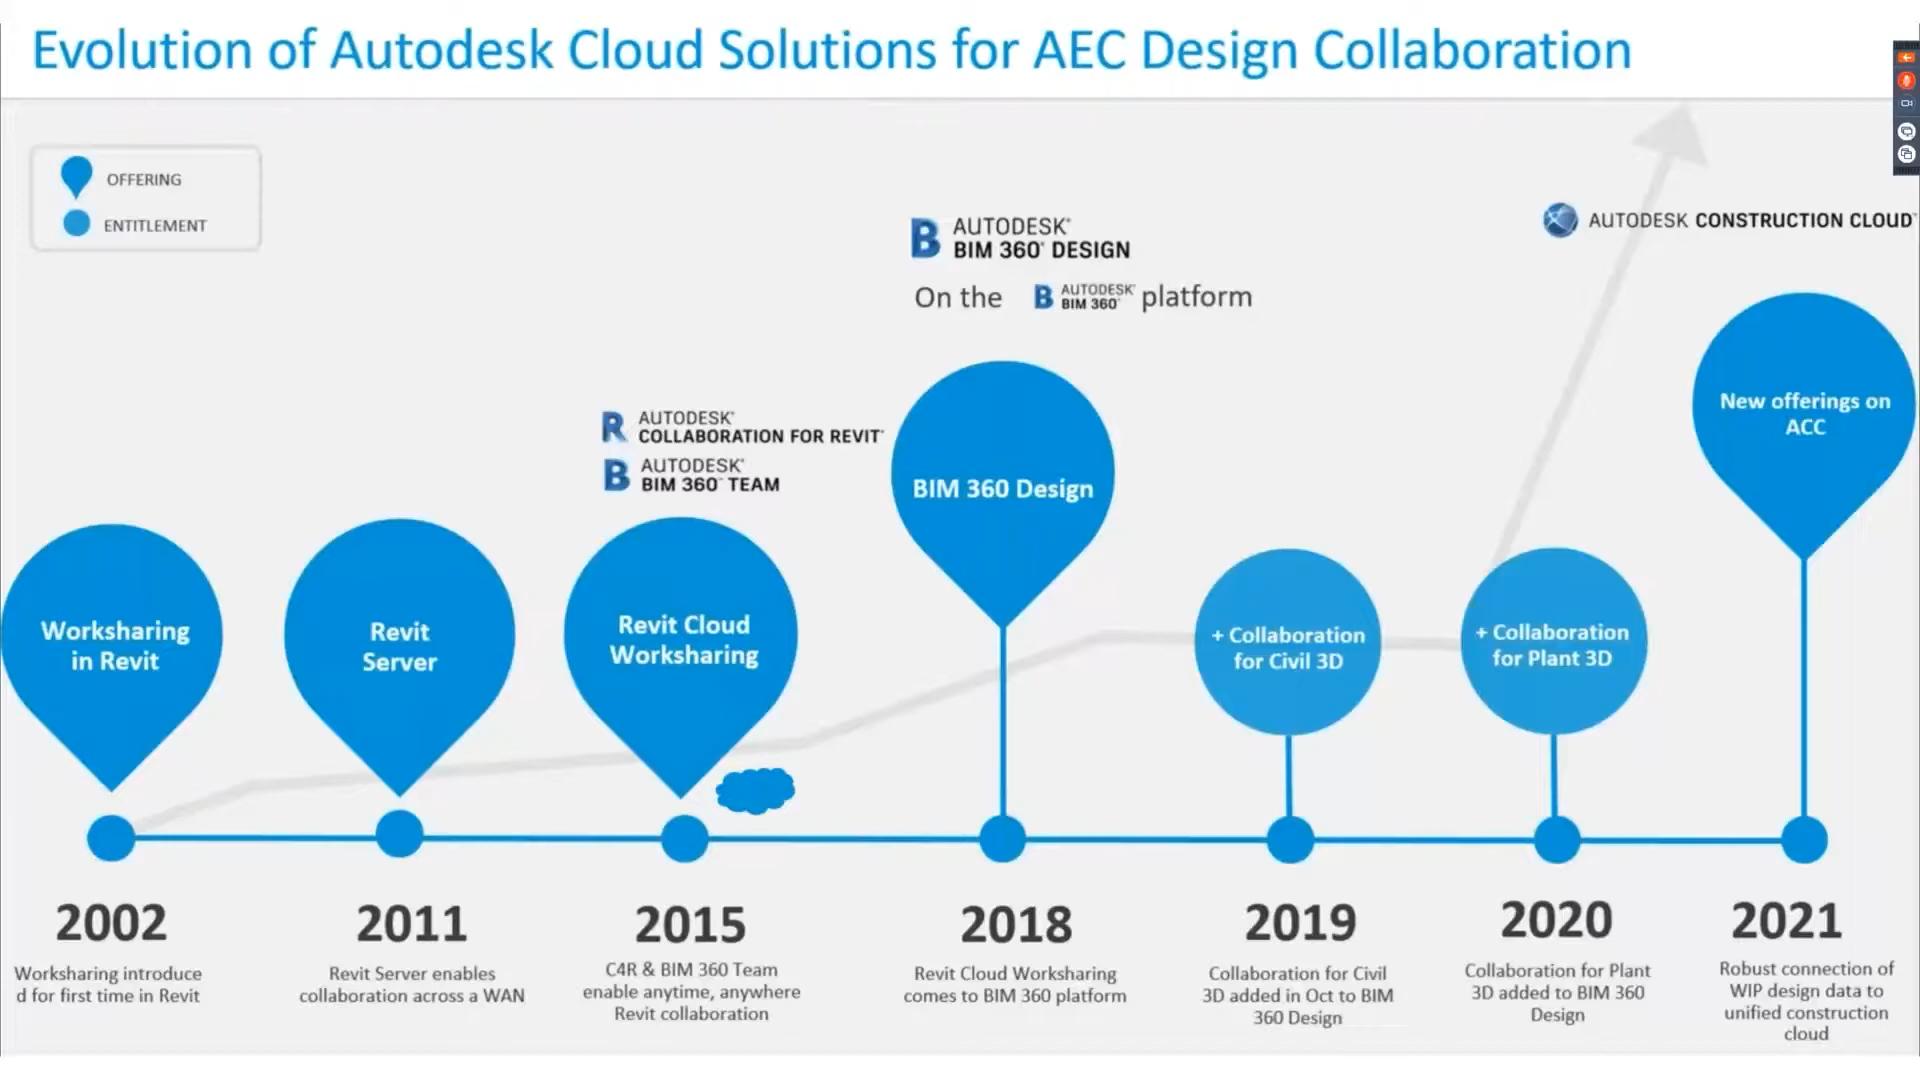 Evolution of Autodesk Cloud Solutions for AEC Design Collaboration
OFFERING
ENTITLEMENT
B AUTODESK®
BIM 360® DESIGN
On the B AUTODESK® BIM 360™ platform
AUTODESK CONSTRUCTION CLOUD™
R AUTODESK®
COLLABORATION FOR REVIT®
B AUTODESK®
BIM 360™ TEAM
Worksharing
in Revit
Revit
Server
Revit Cloud
Worksharing
BIM 360 Design
+ Collaboration
for Civil 3D
+ Collaboration
for Plant 3D
New offerings on
ACC
2002
Worksharing introduce
d for first time in Revit
2011
Revit Server enables
collaboration across a WAN
2015
C4R & BIM 360 Team
enable anytime, anywhere
Revit collaboration
2018
Revit Cloud Worksharing
comes to BIM 360 platform
2019
Collaboration for Civil
3D added in Oct to BIM
360 Design
2020
Collaboration for Plant
3D added to BIM 360
Design
2021
Robust connection of
WIP design data to
unified construction
cloud